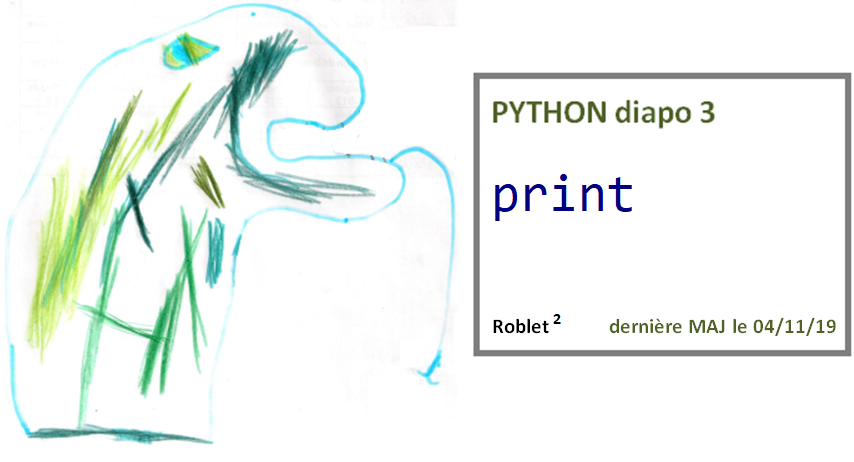 PYTHON diapo 3
print
Roblet ² dernière MAJ le 04/11/19